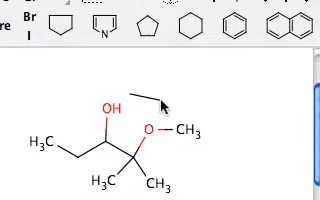 Br
re I N
OH
H₃C O CH₃
H₃C CH₃